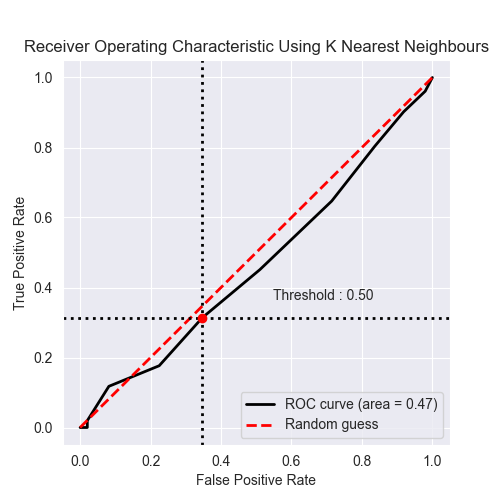 Receiver Operating Characteristic Using K Nearest Neighbours
1.0
0.8
0.6
0.4
0.2
0.0
True Positive Rate
Threshold : 0.50
ROC curve (area = 0.47)
Random guess
0.0 0.2 0.4 0.6 0.8 1.0
False Positive Rate